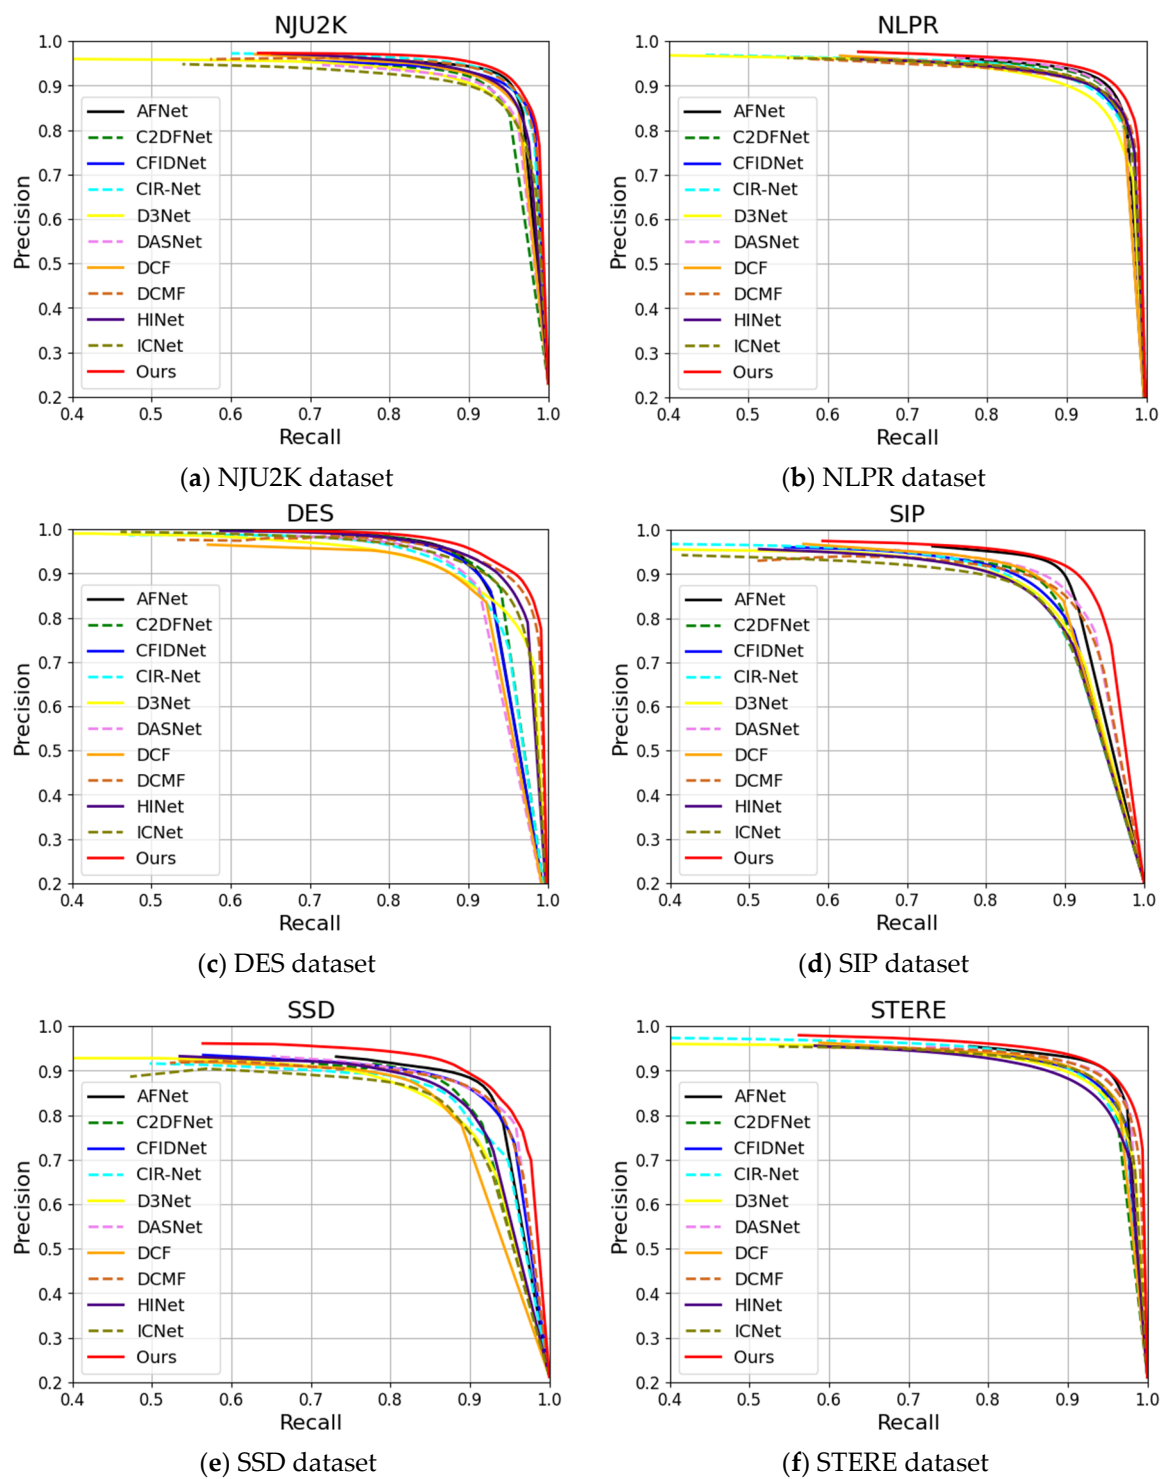 NJU2K
1.0
0.9
0.8
0.7
0.6
0.5
0.4
0.3
0.2
Precision
AFNet
C2DFNet
CFIDNet
CIR-Net
D3Net
DASNet
DCF
DCMF
HINet
ICNet
Ours
0.4 0.5 0.6 0.7 0.8 0.9 1.0
Recall
(a) NJU2K dataset
NLPR
1.0
0.9
0.8
0.7
0.6
0.5
0.4
0.3
0.2
Precision
AFNet
C2DFNet
CFIDNet
CIR-Net
D3Net
DASNet
DCF
DCMF
HINet
ICNet
Ours
0.4 0.5 0.6 0.7 0.8 0.9 1.0
Recall
(b) NLPR dataset
DES
1.0
0.9
0.8
0.7
0.6
0.5
0.4
0.3
0.2
Precision
AFNet
C2DFNet
CFIDNet
CIR-Net
D3Net
DASNet
DCF
DCMF
HINet
ICNet
Ours
0.4 0.5 0.6 0.7 0.8 0.9 1.0
Recall
(c) DES dataset
SIP
1.0
0.9
0.8
0.7
0.6
0.5
0.4
0.3
0.2
Precision
AFNet
C2DFNet
CFIDNet
CIR-Net
D3Net
DASNet
DCF
DCMF
HINet
ICNet
Ours
0.4 0.5 0.6 0.7 0.8 0.9 1.0
Recall
(d) SIP dataset
SSD
1.0
0.9
0.8
0.7
0.6
0.5
0.4
0.3
0.2
Precision
AFNet
C2DFNet
CFIDNet
CIR-Net
D3Net
DASNet
DCF
DCMF
HINet
ICNet
Ours
0.4 0.5 0.6 0.7 0.8 0.9 1.0
Recall
(e) SSD dataset
STERE
1.0
0.9
0.8
0.7
0.6
0.5
0.4
0.3
0.2
Precision
AFNet
C2DFNet
CFIDNet
CIR-Net
D3Net
DASNet
DCF
DCMF
HINet
ICNet
Ours
0.4 0.5 0.6 0.7 0.8 0.9 1.0
Recall
(f) STERE dataset